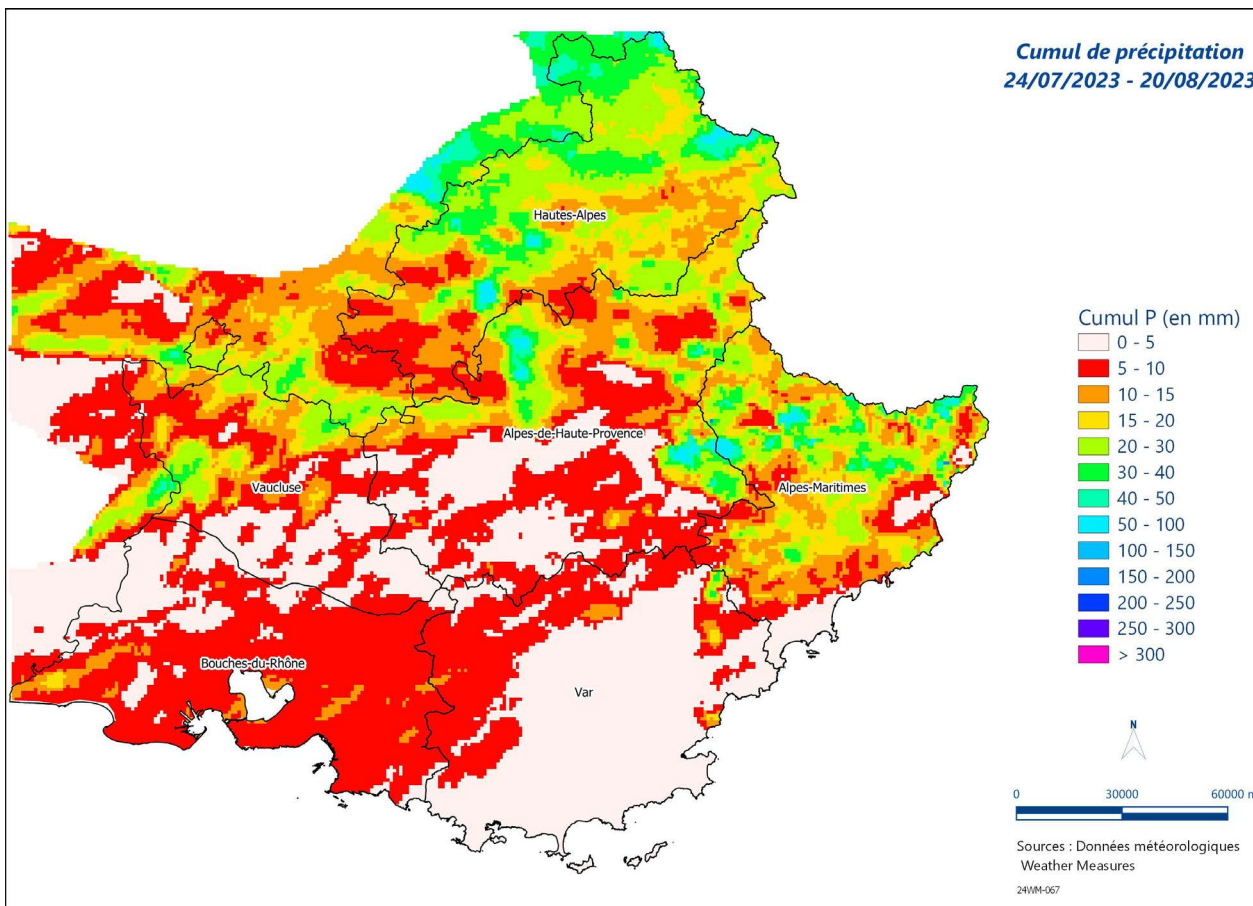 Cumul de précipitation
24/07/2023 - 20/08/2023
Hautes-Alpes
Cumul P (en mm)
0 - 5
5 - 10
10 - 15
15 - 20
20 - 30
30 - 40
40 - 50
50 - 100
100 - 150
150 - 200
200 - 250
250 - 300
> 300
Alpes-de-Haute-Provence
Vaucluse
Alpes-Maritimes
Bouches-du-Rhône
Var
N
0 30000 60000 m
Sources : Données météorologiques
Weather Measures
24WM-067